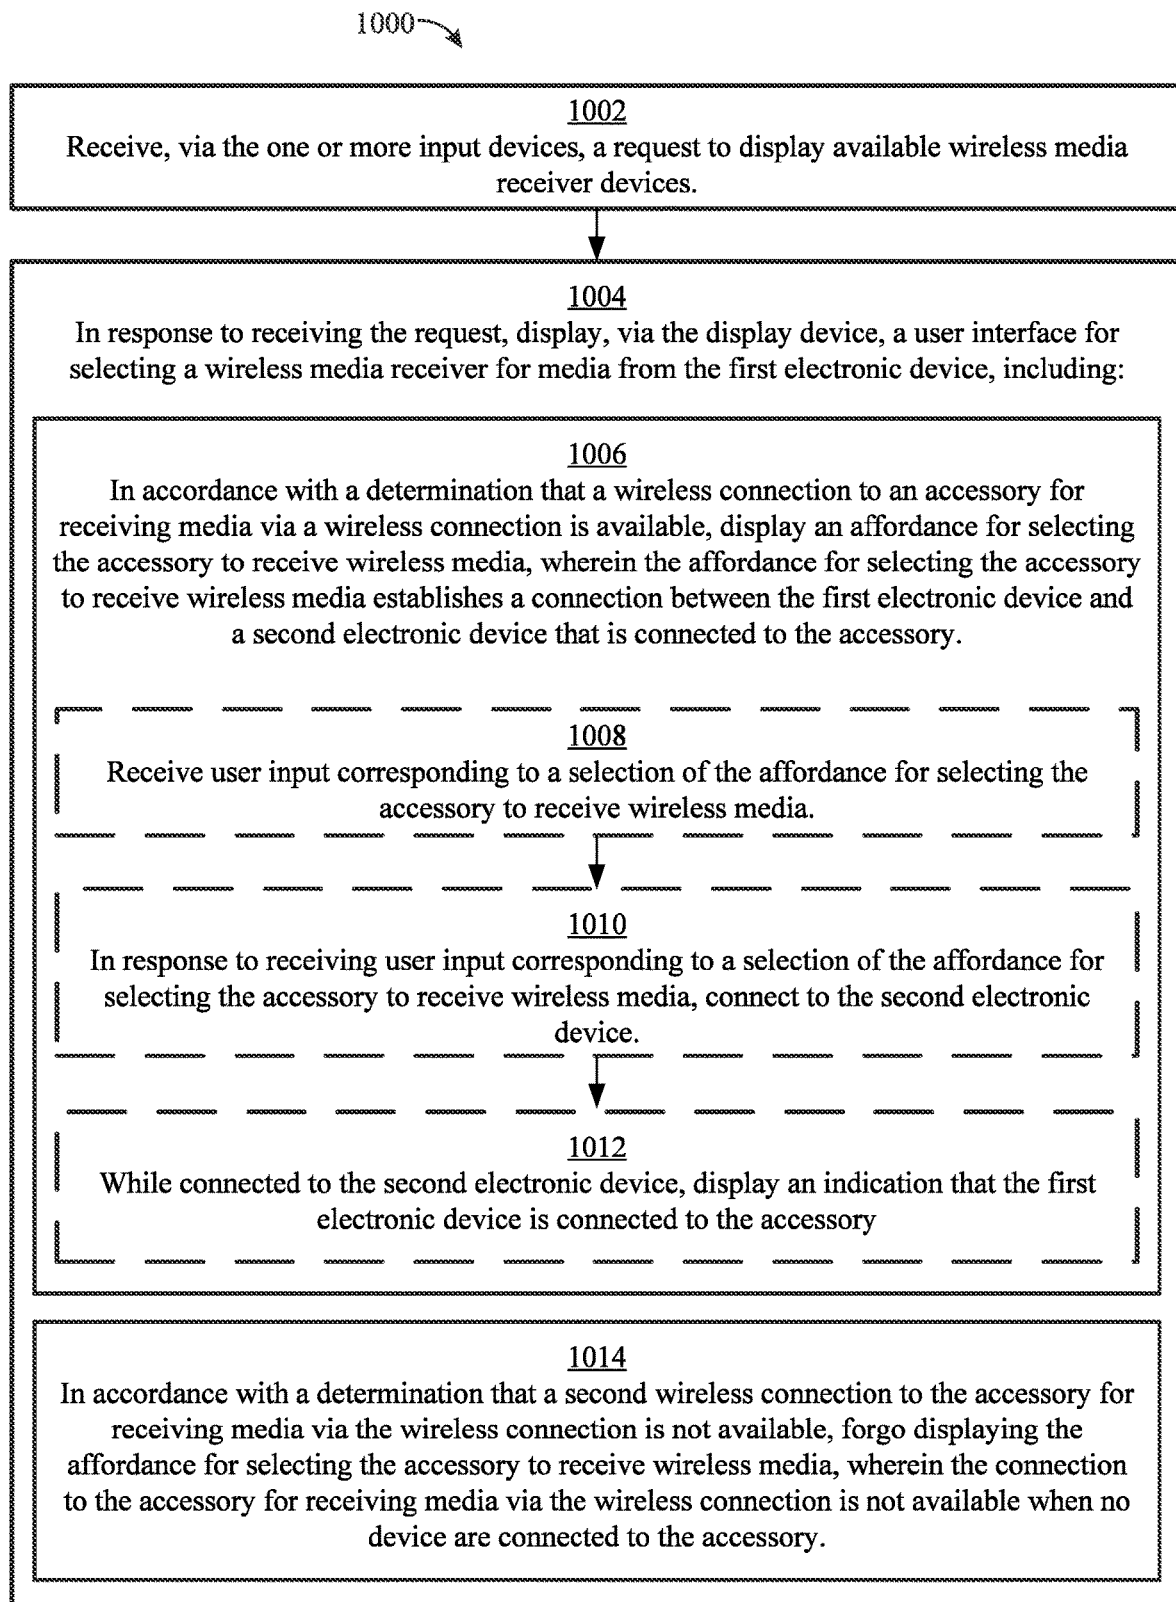 1000
1002
Receive, via the one or more input devices, a request to display available wireless media
receiver devices.
1004
In response to receiving the request, display, via the display device, a user interface for
selecting a wireless media receiver for media from the first electronic device, including:
1006
In accordance with a determination that a wireless connection to an accessory for
receiving media via a wireless connection is available, display an affordance for selecting
the accessory to receive wireless media, wherein the affordance for selecting the accessory
to receive wireless media establishes a connection between the first electronic device and
a second electronic device that is connected to the accessory.
1008
Receive user input corresponding to a selection of the affordance for selecting the
accessory to receive wireless media.
1010
In response to receiving user input corresponding to a selection of the affordance for
selecting the accessory to receive wireless media, connect to the second electronic
device.
1012
While connected to the second electronic device, display an indication that the first
electronic device is connected to the accessory
1014
In accordance with a determination that a second wireless connection to the accessory for
receiving media via the wireless connection is not available, forgo displaying the
affordance for selecting the accessory to receive wireless media, wherein the connection
to the accessory for receiving media via the wireless connection is not available when no
device are connected to the accessory.